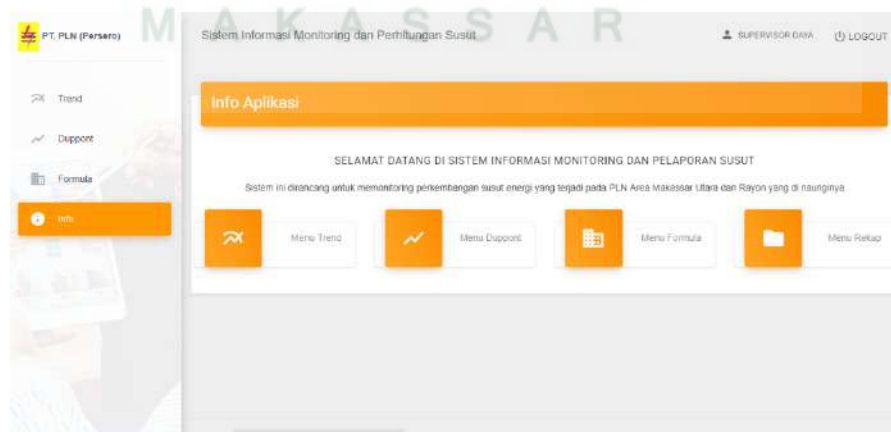 MAKASSAR
PT. PLN (Persero)
Sistem Informasi Monitoring dan Perhitungan Susut
SUPERVISOR DAYA
LOGOUT
Trend
Duppont
Formula
Info
Info Aplikasi
SELAMAT DATANG DI SISTEM INFORMASI MONITORING DAN PELAPORAN SUSUT
Sistem ini dirancang untuk memonitoring perkembangan susut energi yang terjadi pada PLN Area Makassar Utara dan Rayon yang di naunginya
Menu Trend
Menu Duppont
Menu Formula
Menu Rekap